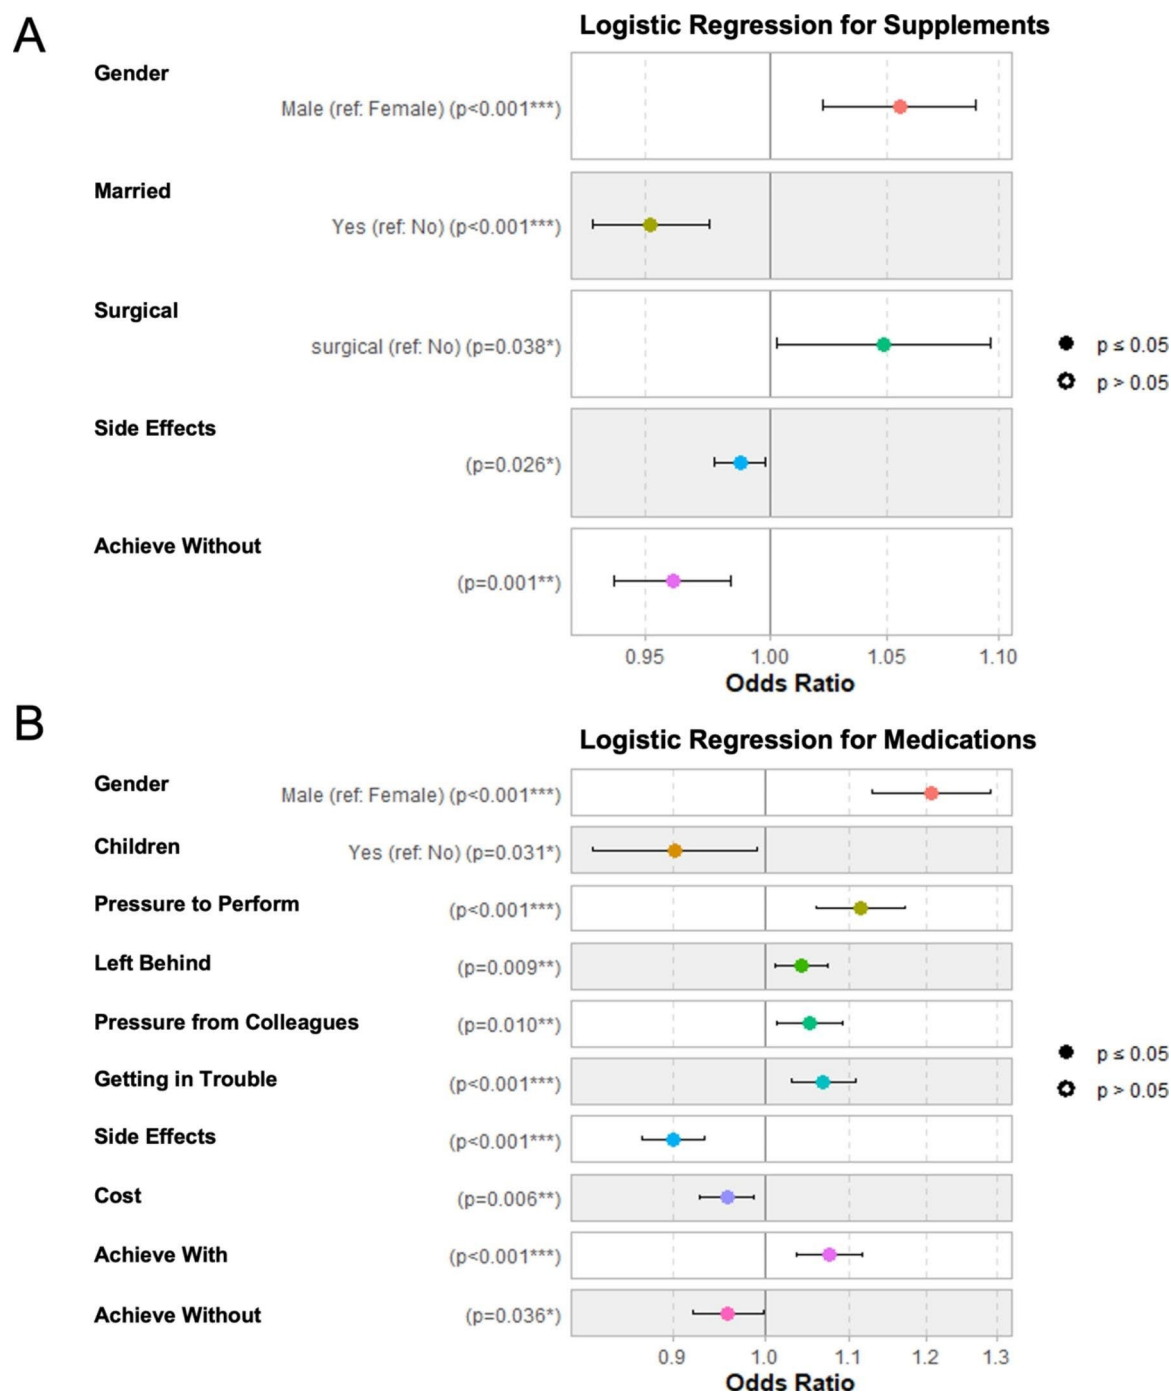 A
Logistic Regression for Supplements
Gender
Male (ref: Female) (p<0.001***)
Married
Yes (ref: No) (p<0.001***)
Surgical
surgical (ref: No) (p=0.038*)
p ≤ 0.05
p > 0.05
Side Effects
(p=0.026*)
Achieve Without
(p=0.001**)
0.95 1.00 1.05 1.10
Odds Ratio
B
Logistic Regression for Medications
Gender
Male (ref: Female) (p<0.001***)
Children
Yes (ref: No) (p=0.031*)
Pressure to Perform
(p<0.001***)
Left Behind
(p=0.009**)
Pressure from Colleagues
(p=0.010**)
p ≤ 0.05
p > 0.05
Getting in Trouble
(p<0.001***)
Side Effects
(p<0.001***)
Cost
(p=0.006**)
Achieve With
(p<0.001***)
Achieve Without
(p=0.036*)
0.9 1.0 1.1 1.2 1.3
Odds Ratio